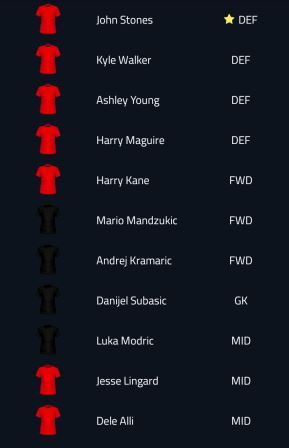 John Stones DEF
Kyle Walker DEF
Ashley Young DEF
Harry Maguire DEF
Harry Kane FWD
Mario Mandzukic FWD
Andrej Kramaric FWD
Danijel Subasic GK
Luka Modric MID
Jesse Lingard MID
Dele Alli MID